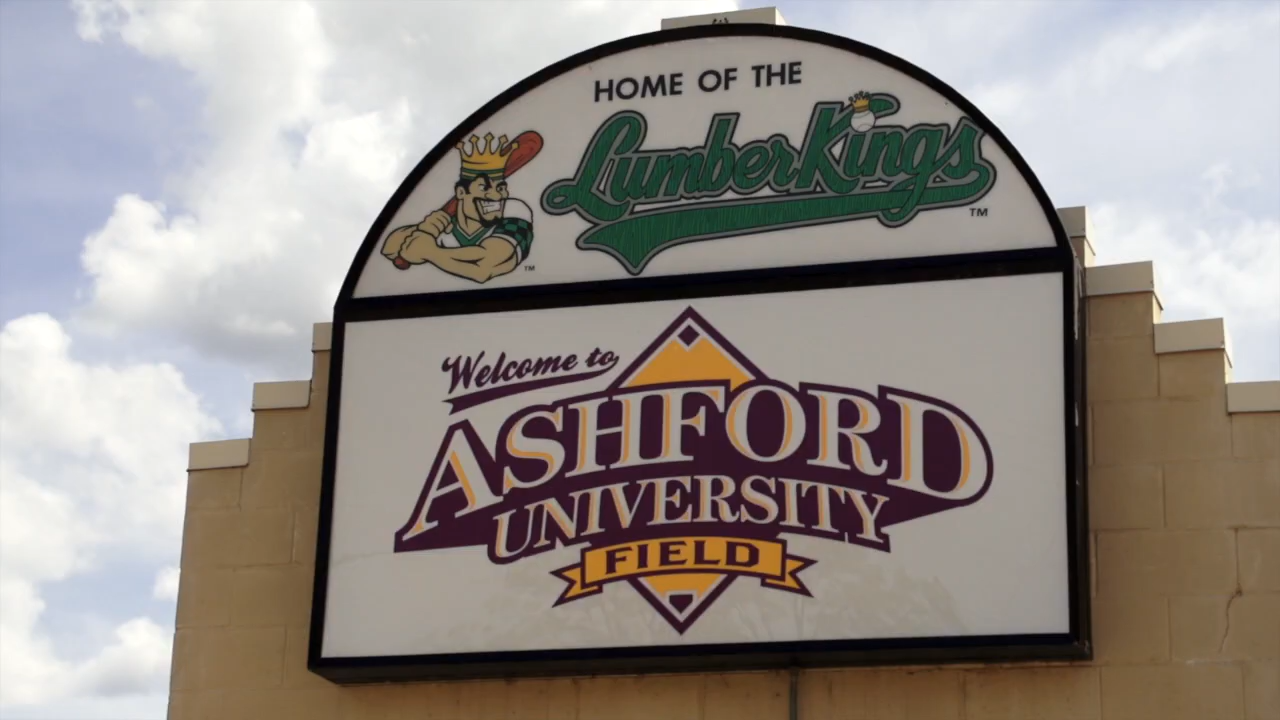 HOME OF THE
LumberKings
TM
TM
Welcome to
ASHFORD
UNIVERSITY
FIELD